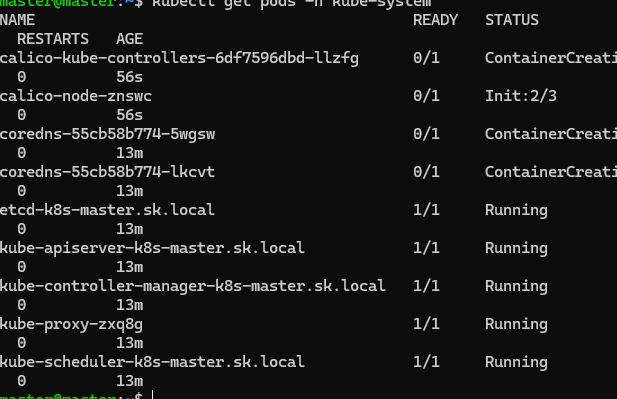 master@master:~$ kubectl get pods -n kube-system
NAME READY STATUS
RESTARTS AGE
calico-kube-controllers-6df7596dbd-llzfg 0/1 ContainerCreati
0 56s
calico-node-znswc 0/1 Init:2/3
0 56s
coredns-55cb58b774-5wgsw 0/1 ContainerCreati
0 13m
coredns-55cb58b774-lkcvt 0/1 ContainerCreati
0 13m
etcd-k8s-master.sk.local 1/1 Running
0 13m
kube-apiserver-k8s-master.sk.local 1/1 Running
0 13m
kube-controller-manager-k8s-master.sk.local 1/1 Running
0 13m
kube-proxy-zxq8g 1/1 Running
0 13m
kube-scheduler-k8s-master.sk.local 1/1 Running
0 13m
master@master:~$